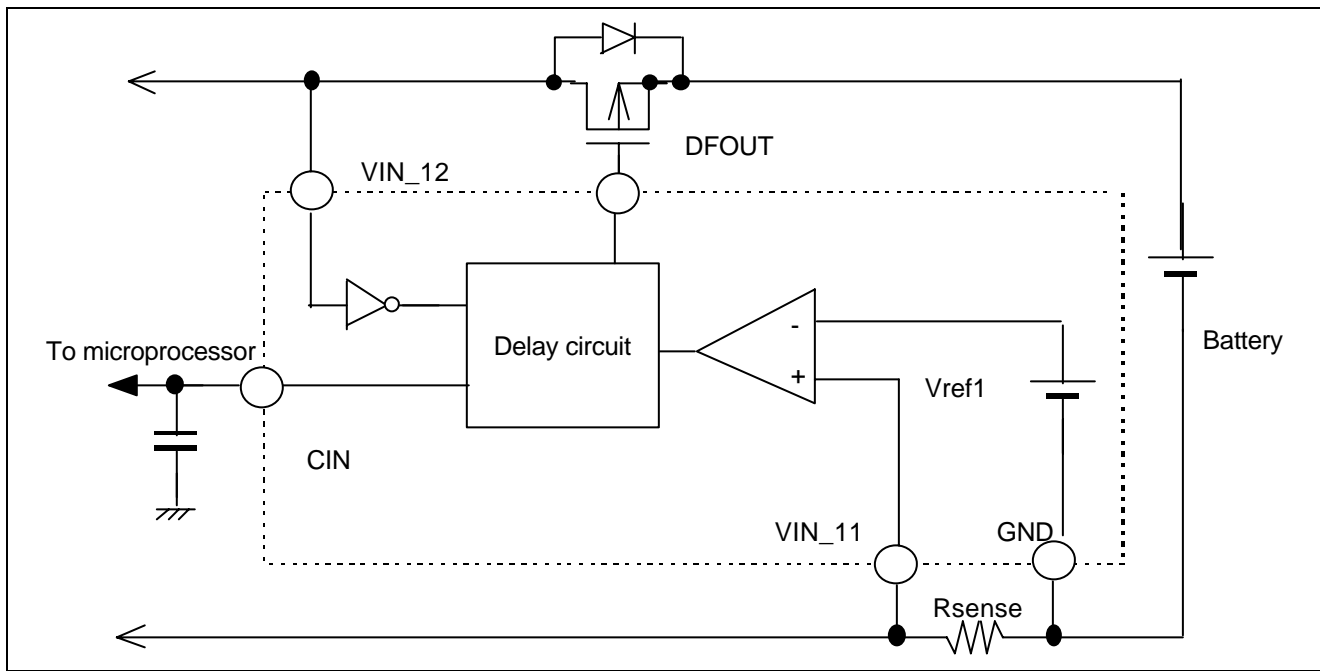 DFOUT
VIN_12
To microprocessor
Delay circuit
-
+
Vref1
Battery
CIN
VIN_11
GND
Rsense